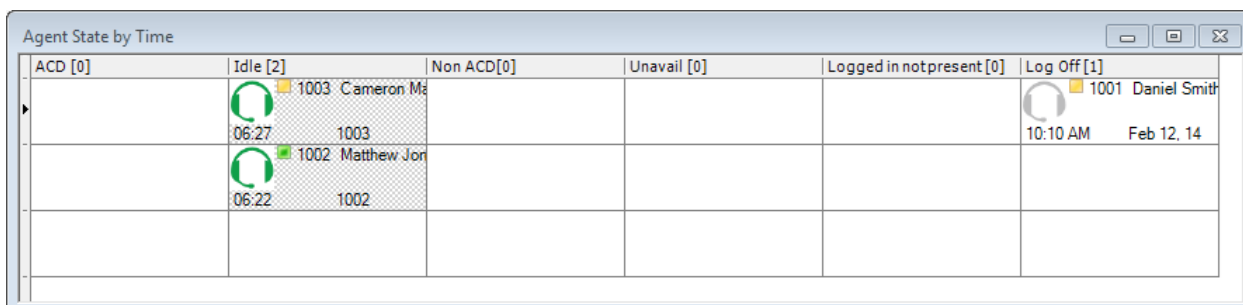 Agent State by Time
ACD [0] Idle [2] Non ACD[0] Unavail [0] Logged in not present [0] Log Off [1]
1003 Cameron Ma 1001 Daniel Smith
06:27 1003 10:10 AM Feb 12, 14
1002 Matthew Jon
06:22 1002